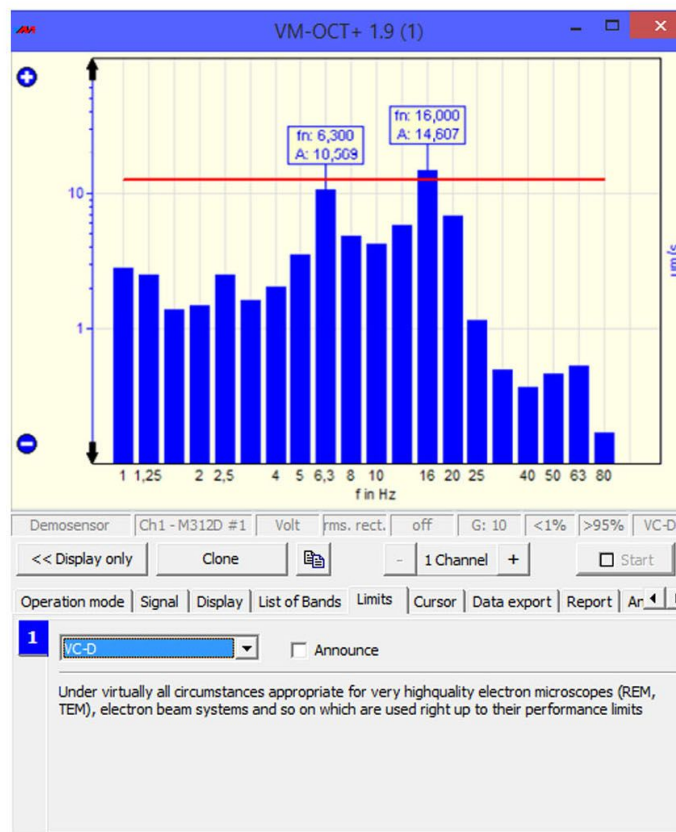 VM-OCT+ 1.9 (1)
fn: 6,300
A: 10,509
fn: 16,000
A: 14,607
10
1
µm/s
1 1,25 2 2,5 4 5 6,3 8 10 16 20 25 40 50 63 80
f in Hz
Demosensor Ch1 - M312D #1 Volt rms. rect. off G: 10 <1% >95% VC-D
<< Display only Clone - 1 Channel + Start
Operation mode Signal Display List of Bands Limits Cursor Data export Report
1
VC-D Announce
Under virtually all circumstances appropriate for very highquality electron microscopes (REM,
TEM), electron beam systems and so on which are used right up to their performance limits